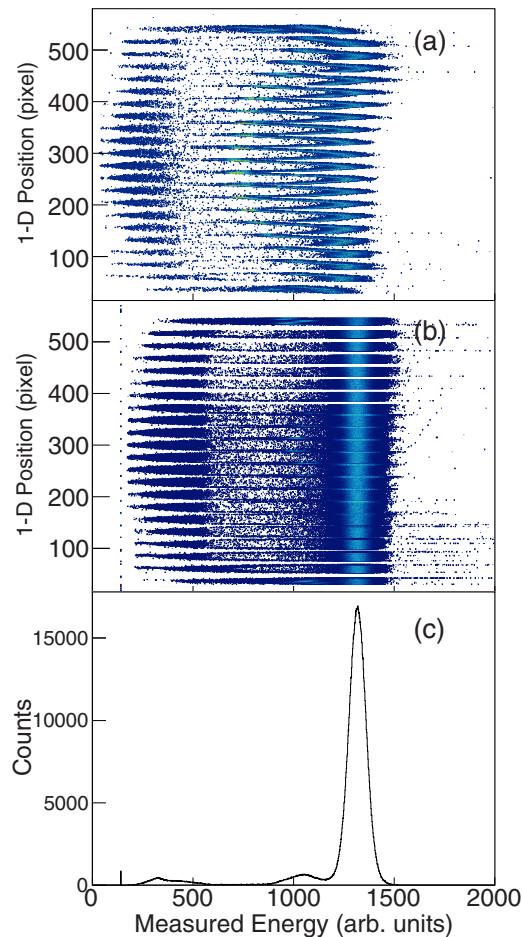 (a)
500
400
300
200
100
1-D Position (pixel)
(b)
500
400
300
200
100
1-D Position (pixel)
(c)
15000
10000
5000
0
Counts
0 500 1000 1500 2000
Measured Energy (arb. units)